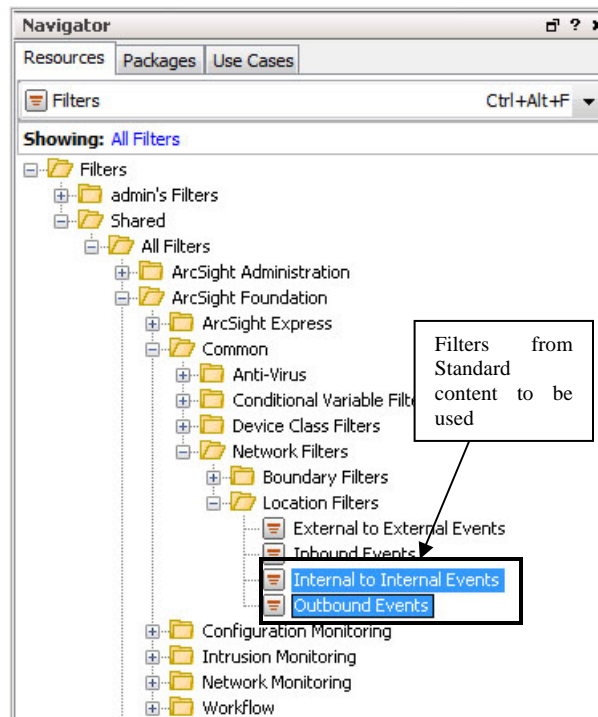 Navigator ?
Resources Packages Use Cases
Filters Ctrl+Alt+F
Showing: All Filters
Filters
admin's Filters
Shared
All Filters
ArcSight Administration
ArcSight Foundation
ArcSight Express
Common
Anti-Virus
Conditional Variable Filte
Device Class Filters
Network Filters
Boundary Filters
Location Filters
External to External Events
Inbound Events
Internal to Internal Events
Outbound Events
Configuration Monitoring
Intrusion Monitoring
Network Monitoring
Workflow
Filters from
Standard
content to be
used